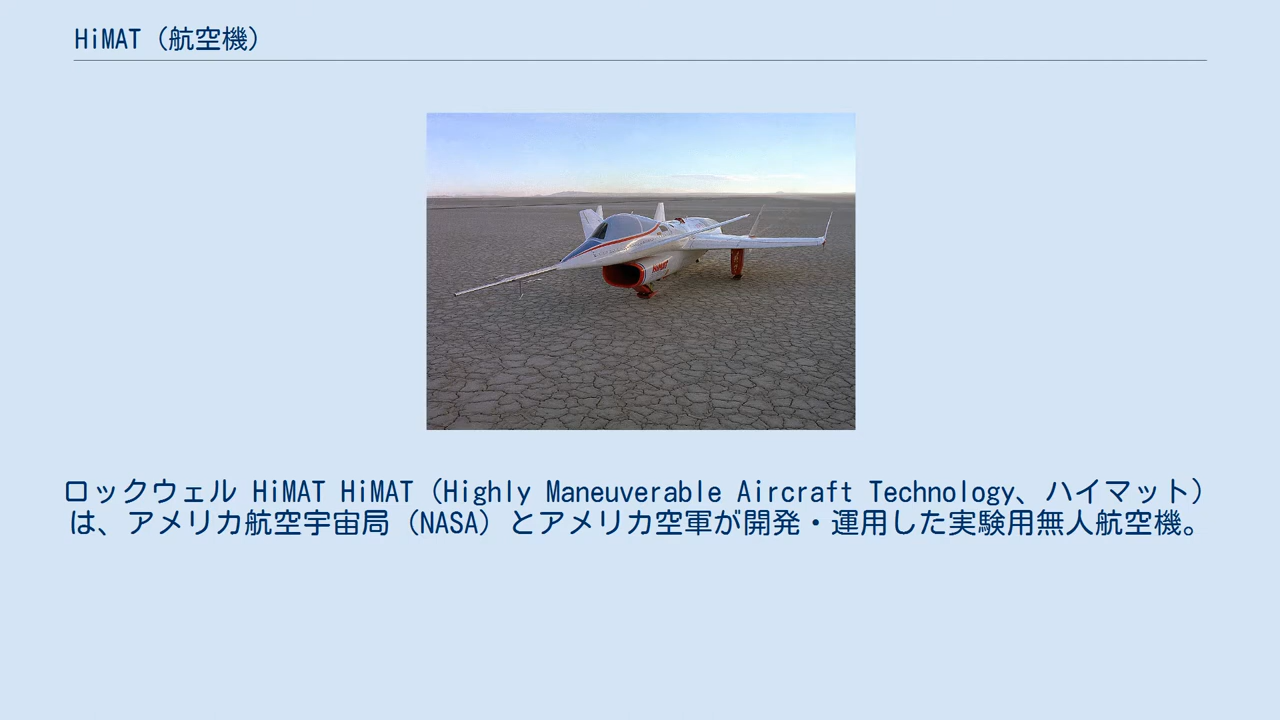 HiMAT（航空機）
HiMAT
ロックウェル HiMAT HiMAT（Highly Maneuverable Aircraft Technology、ハイマット）
は、アメリカ航空宇宙局（NASA）とアメリカ空軍が開発・運用した実験用無人航空機。